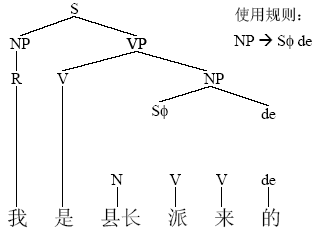 S
使用规则：
NP VP
NP → Sφ de
R V NP
Sφ de
N V V de
我 是 县长 派 来 的